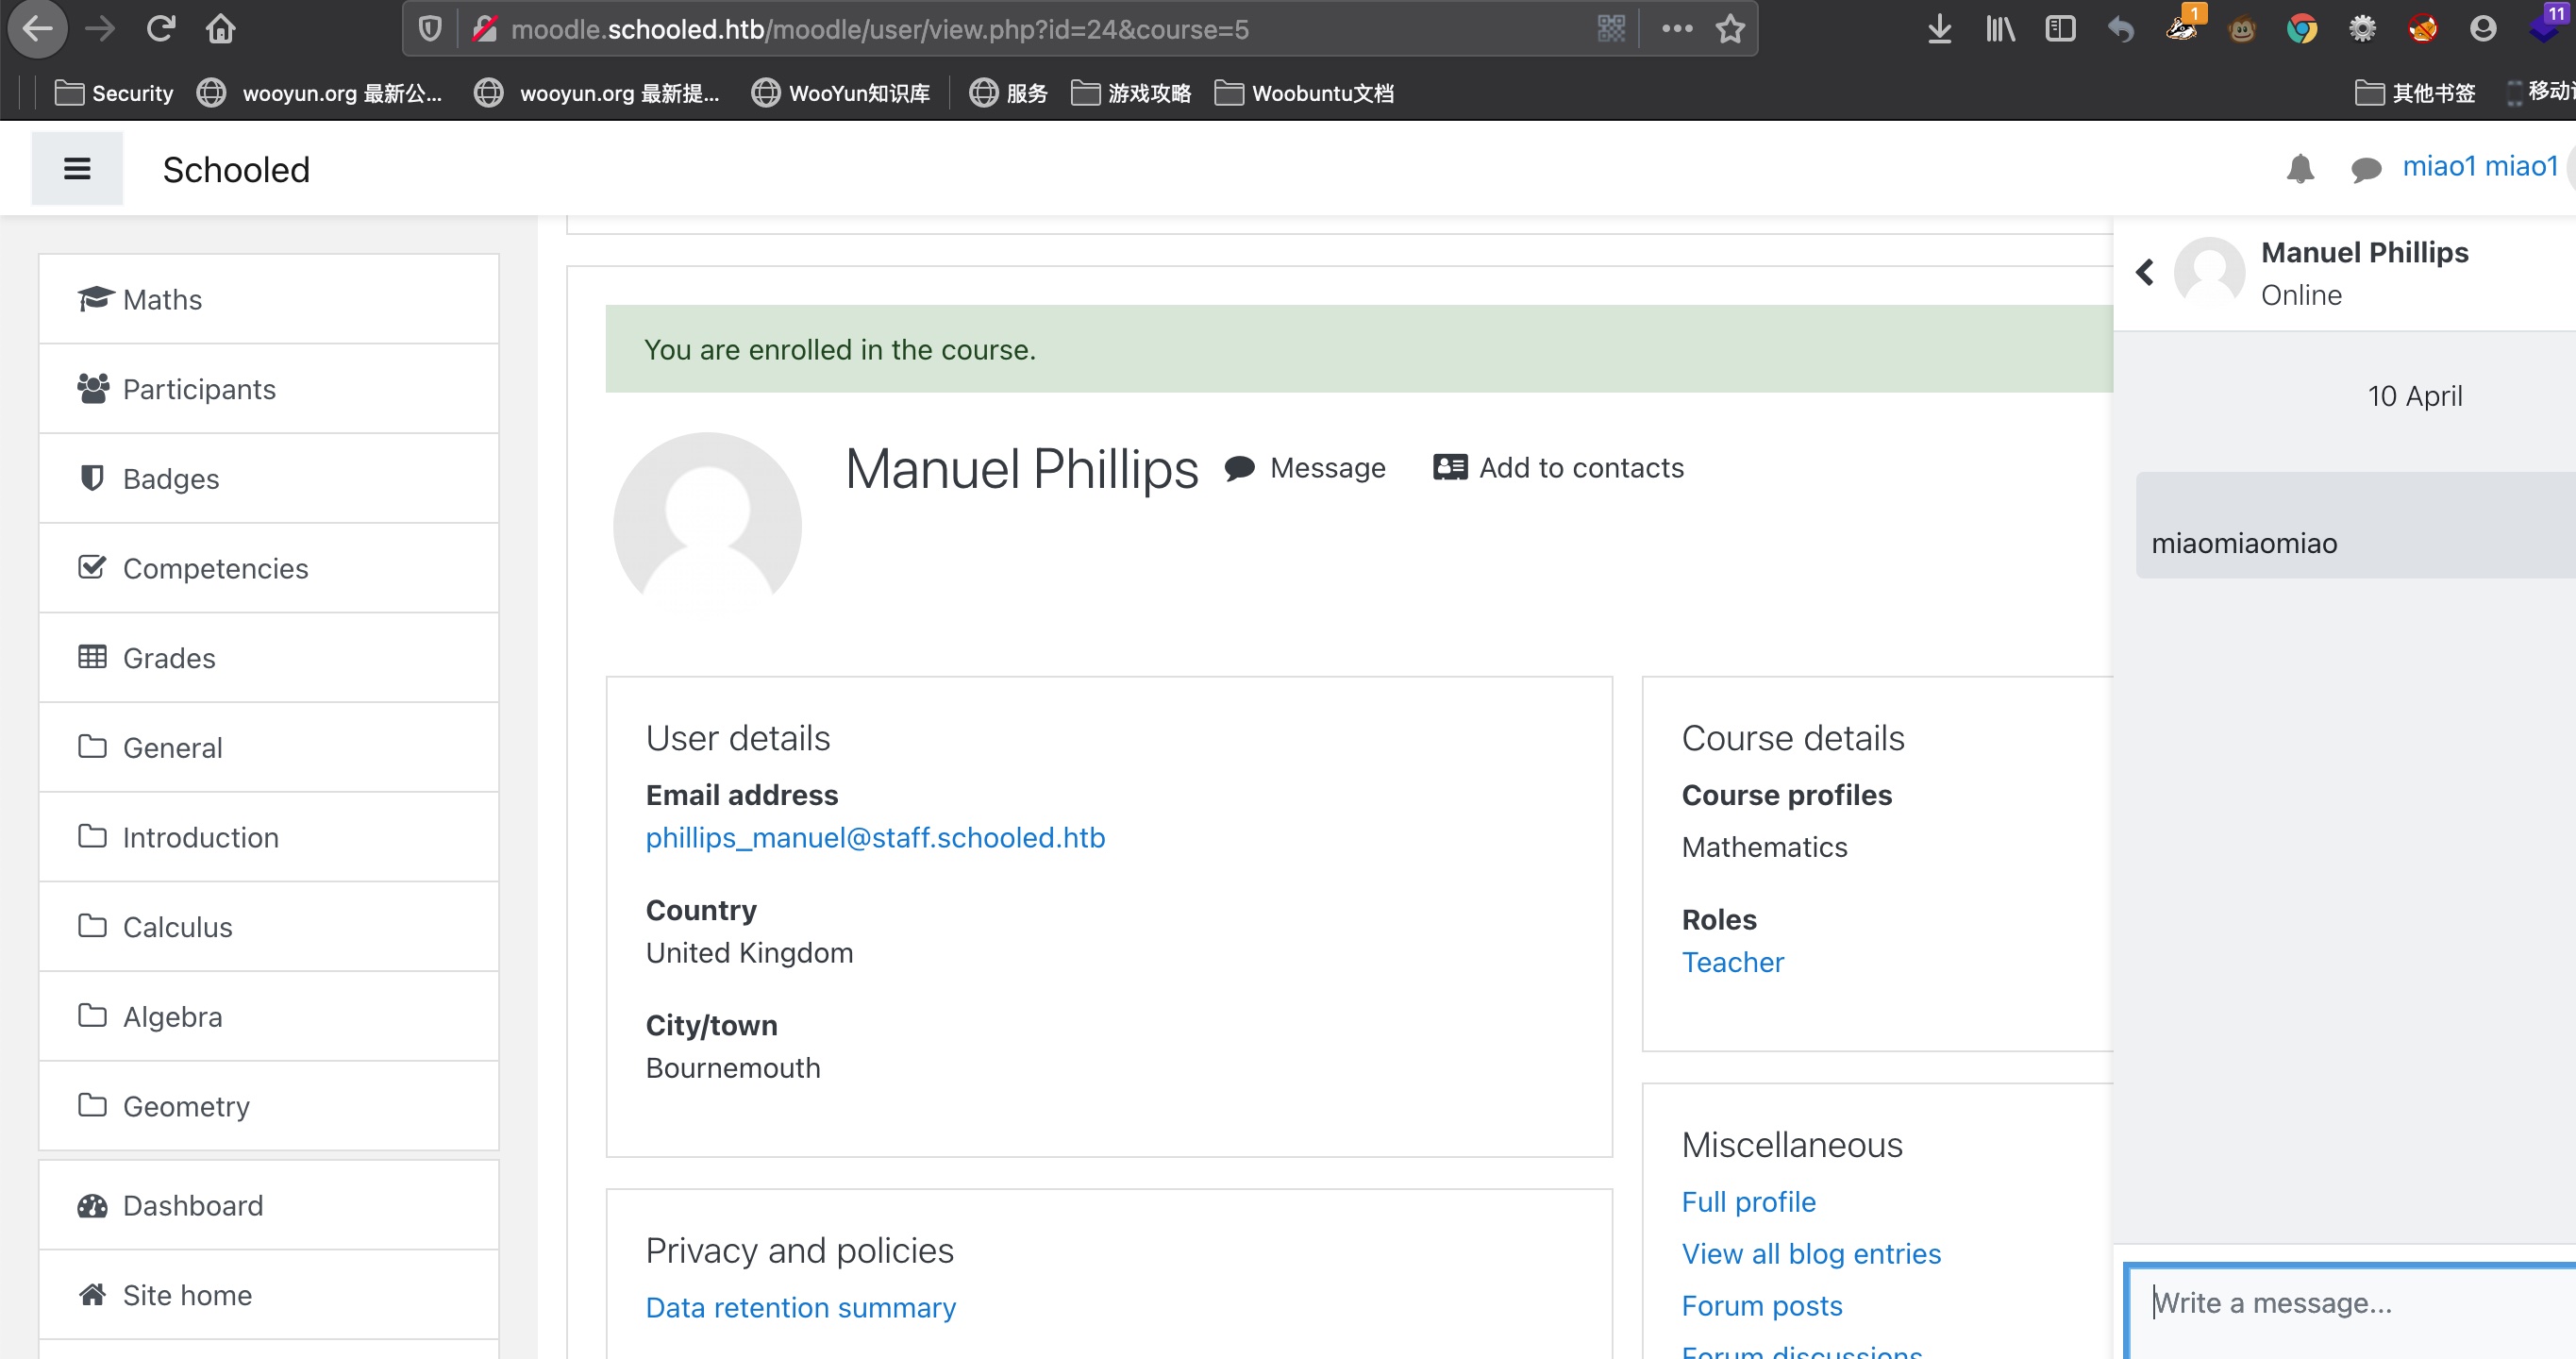 moodle.schooled.htb/moodle/user/view.php?id=24&course=5
1
11
Security
wooyun.org 最新公...
wooyun.org 最新提...
WooYun知识库
服务
游戏攻略
Woobuntu文档
其他书签
Schooled
miao1 miao1
Maths
Participants
Badges
Competencies
Grades
General
Introduction
Calculus
Algebra
Geometry
Dashboard
Site home
You are enrolled in the course.
Manuel Phillips
Message
Add to contacts
User details
Email address
phillips_manuel@staff.schooled.htb
Country
United Kingdom
City/town
Bournemouth
Privacy and policies
Data retention summary
Course details
Course profiles
Mathematics
Roles
Teacher
Miscellaneous
Full profile
View all blog entries
Forum posts
Forum discussions
Manuel Phillips
Online
10 April
miaomiaomiao
Write a message...